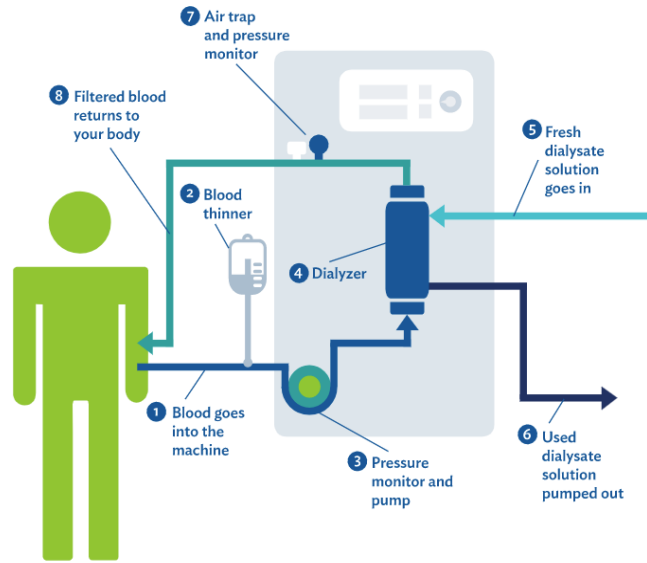 7 Air trap
and pressure
monitor
8 Filtered blood
returns to
your body
2 Blood
thinner
5 Fresh
dialysate
solution
goes in
4 Dialyzer
1 Blood goes
into the
machine
3 Pressure
monitor and
pump
6 Used
dialysate
solution
pumped out